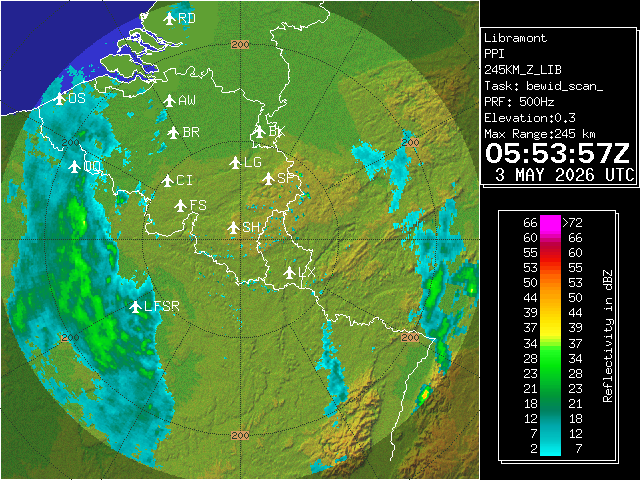 Libramont
PPI
245KM_Z_LIB
Task: bewid_scan_
PRF: 500Hz
Elevation:0.3
Max Range:245 km
05:53:57Z
3 MAY 2026 UTC
RD
200
OS
AW
BR
BK
200
200
LG
CI
SP
FS
SH
LX
LFSR
200
200
200
66 >72
60 66
55 60
53 55
50 53
44 50
39 44
37 39
34 37
28 34
23 28
21 23
18 21
12 18
7 12
2 7
Reflectivity in dBZ